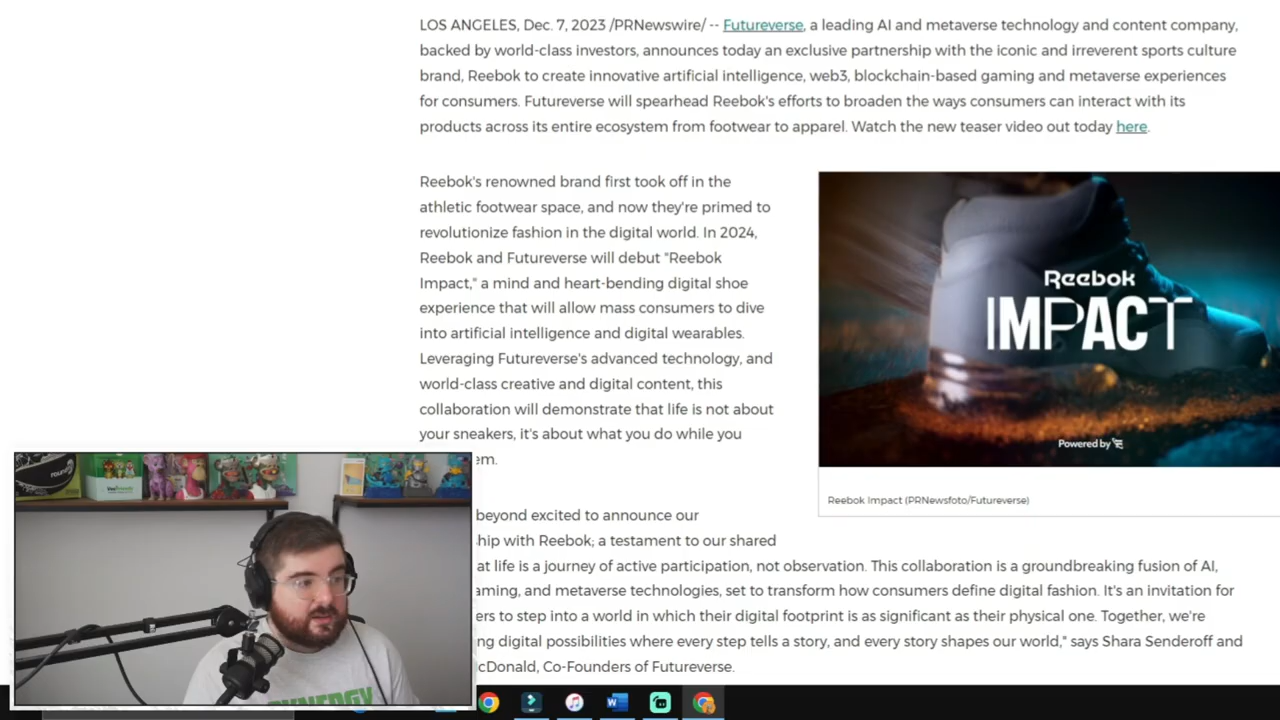 LOS ANGELES, Dec. 7, 2023 /PRNewswire/ -- Futureverse, a leading AI and metaverse technology and content company,
backed by world-class investors, announces today an exclusive partnership with the iconic and irreverent sports culture
brand, Reebok to create innovative artificial intelligence, web3, blockchain-based gaming and metaverse experiences
for consumers. Futureverse will spearhead Reebok's efforts to broaden the ways consumers can interact with its
products across its entire ecosystem from footwear to apparel. Watch the new teaser video out today here.
Reebok's renowned brand first took off in the
athletic footwear space, and now they're primed to
revolutionize fashion in the digital world. In 2024,
Reebok and Futureverse will debut "Reebok
Impact," a mind and heart-bending digital shoe
experience that will allow mass consumers to dive
into artificial intelligence and digital wearables.
Leveraging Futureverse's advanced technology, and
world-class creative and digital content, this
collaboration will demonstrate that life is not about
your sneakers, it's about what you do while you
em.
Reebok
IMPACT
Powered by
Reebok Impact (PRNewsfoto/Futureverse)
beyond excited to announce our
ship with Reebok; a testament to our shared
at life is a journey of active participation, not observation. This collaboration is a groundbreaking fusion of AI,
aming, and metaverse technologies, set to transform how consumers define digital fashion. It's an invitation for
ers to step into a world in which their digital footprint is as significant as their physical one. Together, we're
ng digital possibilities where every step tells a story, and every story shapes our world," says Shara Senderoff and
cDonald, Co-Founders of Futureverse.
SYNERGY